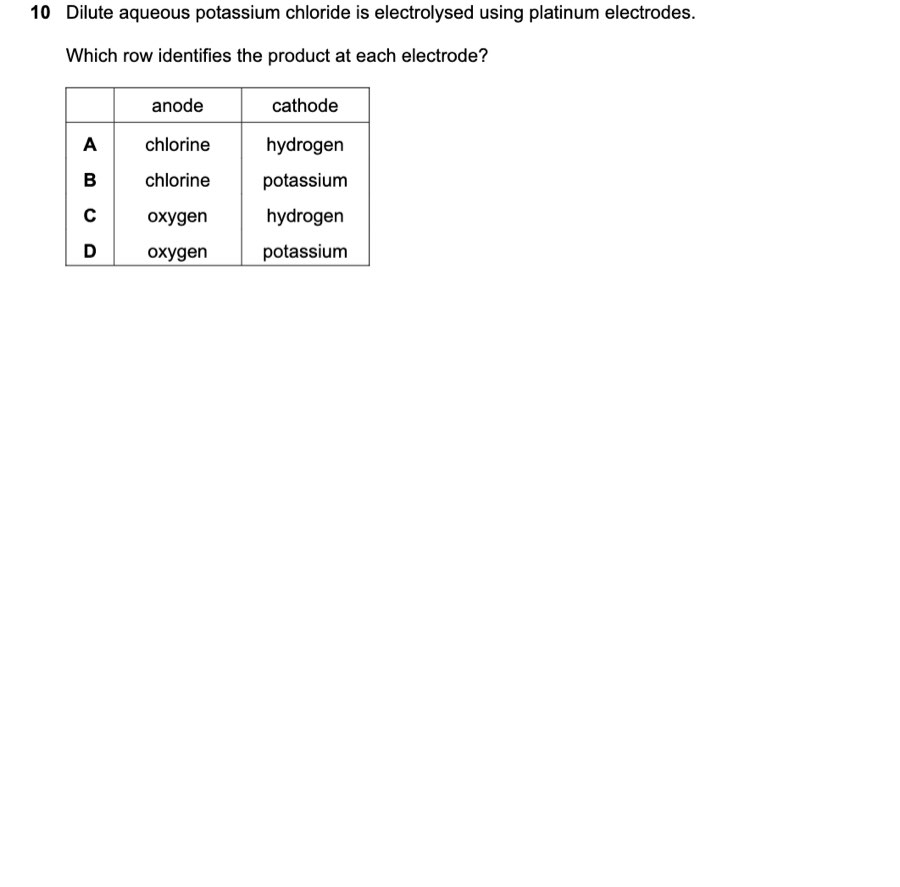 10 Dilute aqueous potassium chloride is electrolysed using platinum electrodes.
Which row identifies the product at each electrode?
anode cathode
A chlorine hydrogen
B chlorine potassium
C oxygen hydrogen
D oxygen potassium